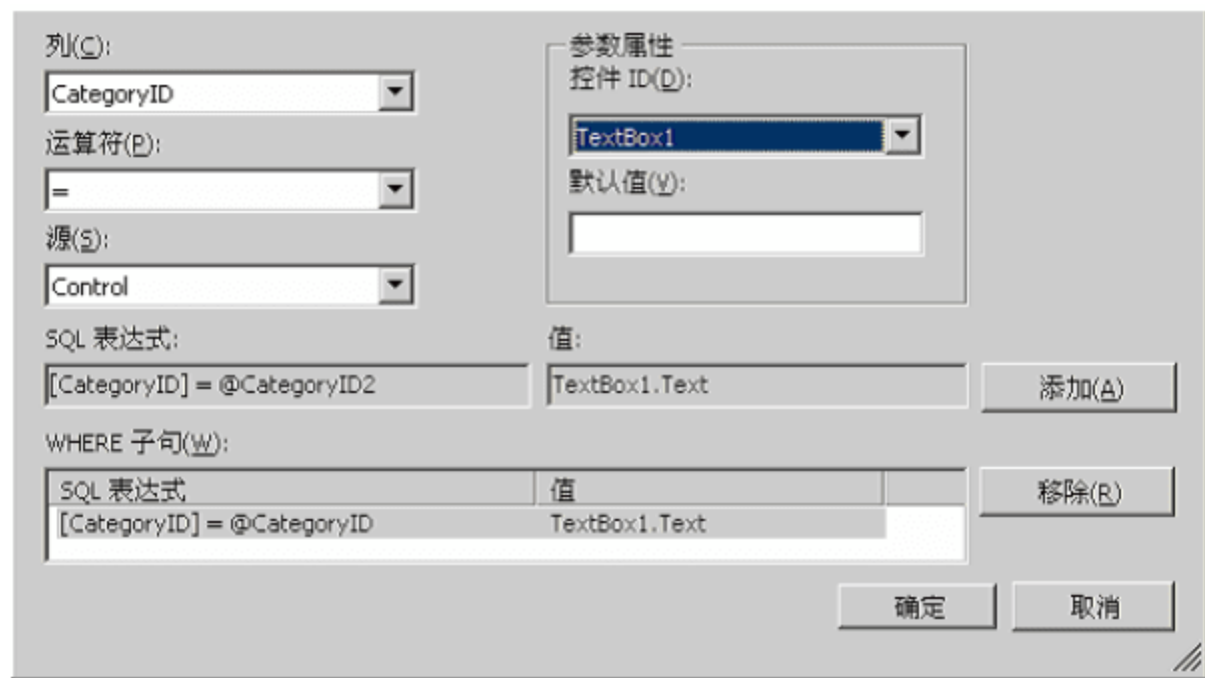 列(C):
CategoryID
运算符(P):
=
源(S):
Control
参数属性
控件 ID(D):
TextBox1
默认值(V):
SQL 表达式:
[CategoryID] = @CategoryID2
值:
TextBox1.Text
添加(A)
WHERE 子句(W):
SQL 表达式 值
[CategoryID] = @CategoryID TextBox1.Text
移除(R)
确定 取消